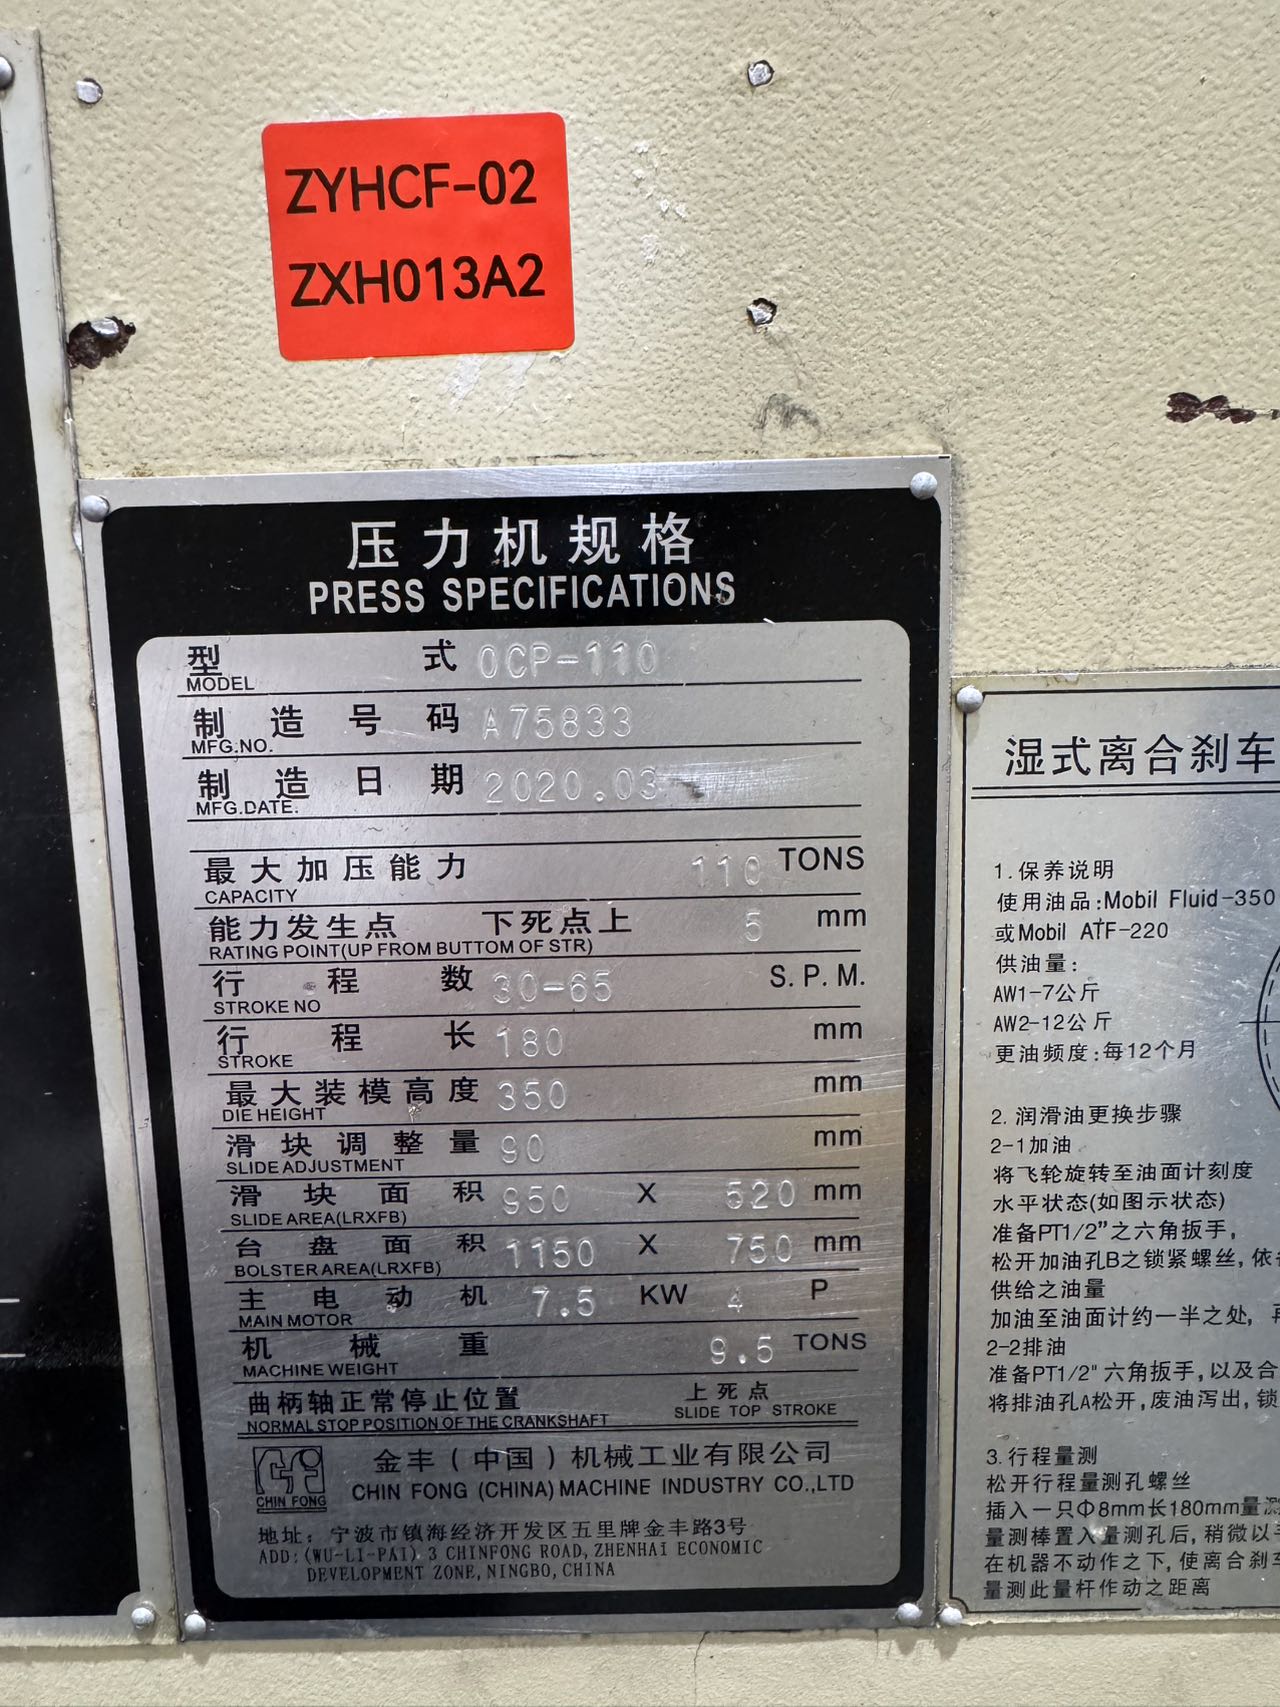 ZYHCF-02
ZXH013A2
压力机规格
PRESS SPECIFICATIONS
型 式 OCP-110
MODEL
制造号码 A75833
MFG.NO.
制造日期 2020.03
MFG.DATE.
最大加压能力 110 TONS
CAPACITY
能力发生点 下死点上 5 mm
RATING POINT(UP FROM BUTTOM OF STR)
行程数 30-65 S.P.M.
STROKE NO
行程长 180 mm
STROKE
最大装模高度 350 mm
DIE HEIGHT
滑块调整量 90 mm
SLIDE ADJUSTMENT
滑块面积 950 X 520 mm
SLIDE AREA(LRXFB)
台盘面积 1150 X 750 mm
BOLSTER AREA(LRXFB)
主电动机 7.5 KW 4 P
MAIN MOTOR
机械重 9.5 TONS
MACHINE WEIGHT
曲柄轴正常停止位置 上死点
NORMAL STOP POSITION OF THE CRANKSHAFT SLIDE TOP STROKE
金丰(中国)机械工业有限公司
CHIN FONG (CHINA) MACHINE INDUSTRY CO.,LTD
CHIN FONG
地址: 宁波市镇海经济开发区五里牌金丰路3号
ADD:(WU-LI-PAI) 3 CHINFONG ROAD, ZHENHAI ECONOMIC
DEVELOPMENT ZONE, NINGBO, CHINA
湿式离合刹车
1.保养说明
使用油品:Mobil Fluid-350
或Mobil ATF-220
供油量:
AW1-7公斤
AW2-12公斤
更油频度:每12个月
2.润滑油更换步骤
2-1加油
将飞轮旋转至油面计刻度
水平状态(如图示状态)
准备PT1/2"之六角扳手,
松开加油孔B之锁紧螺丝,依
供给之油量
加油至油面计约一半之处,
2-2排油
准备PT1/2"六角扳手,以及合
将排油孔A松开,废油泻出,锁
3.行程量测
松开行程量测孔螺丝
插入一只Φ8mm长180mm量测
量测棒置入量测孔后,稍微以
在机器不动作之下,使离合刹车
量测此量杆作动之距离